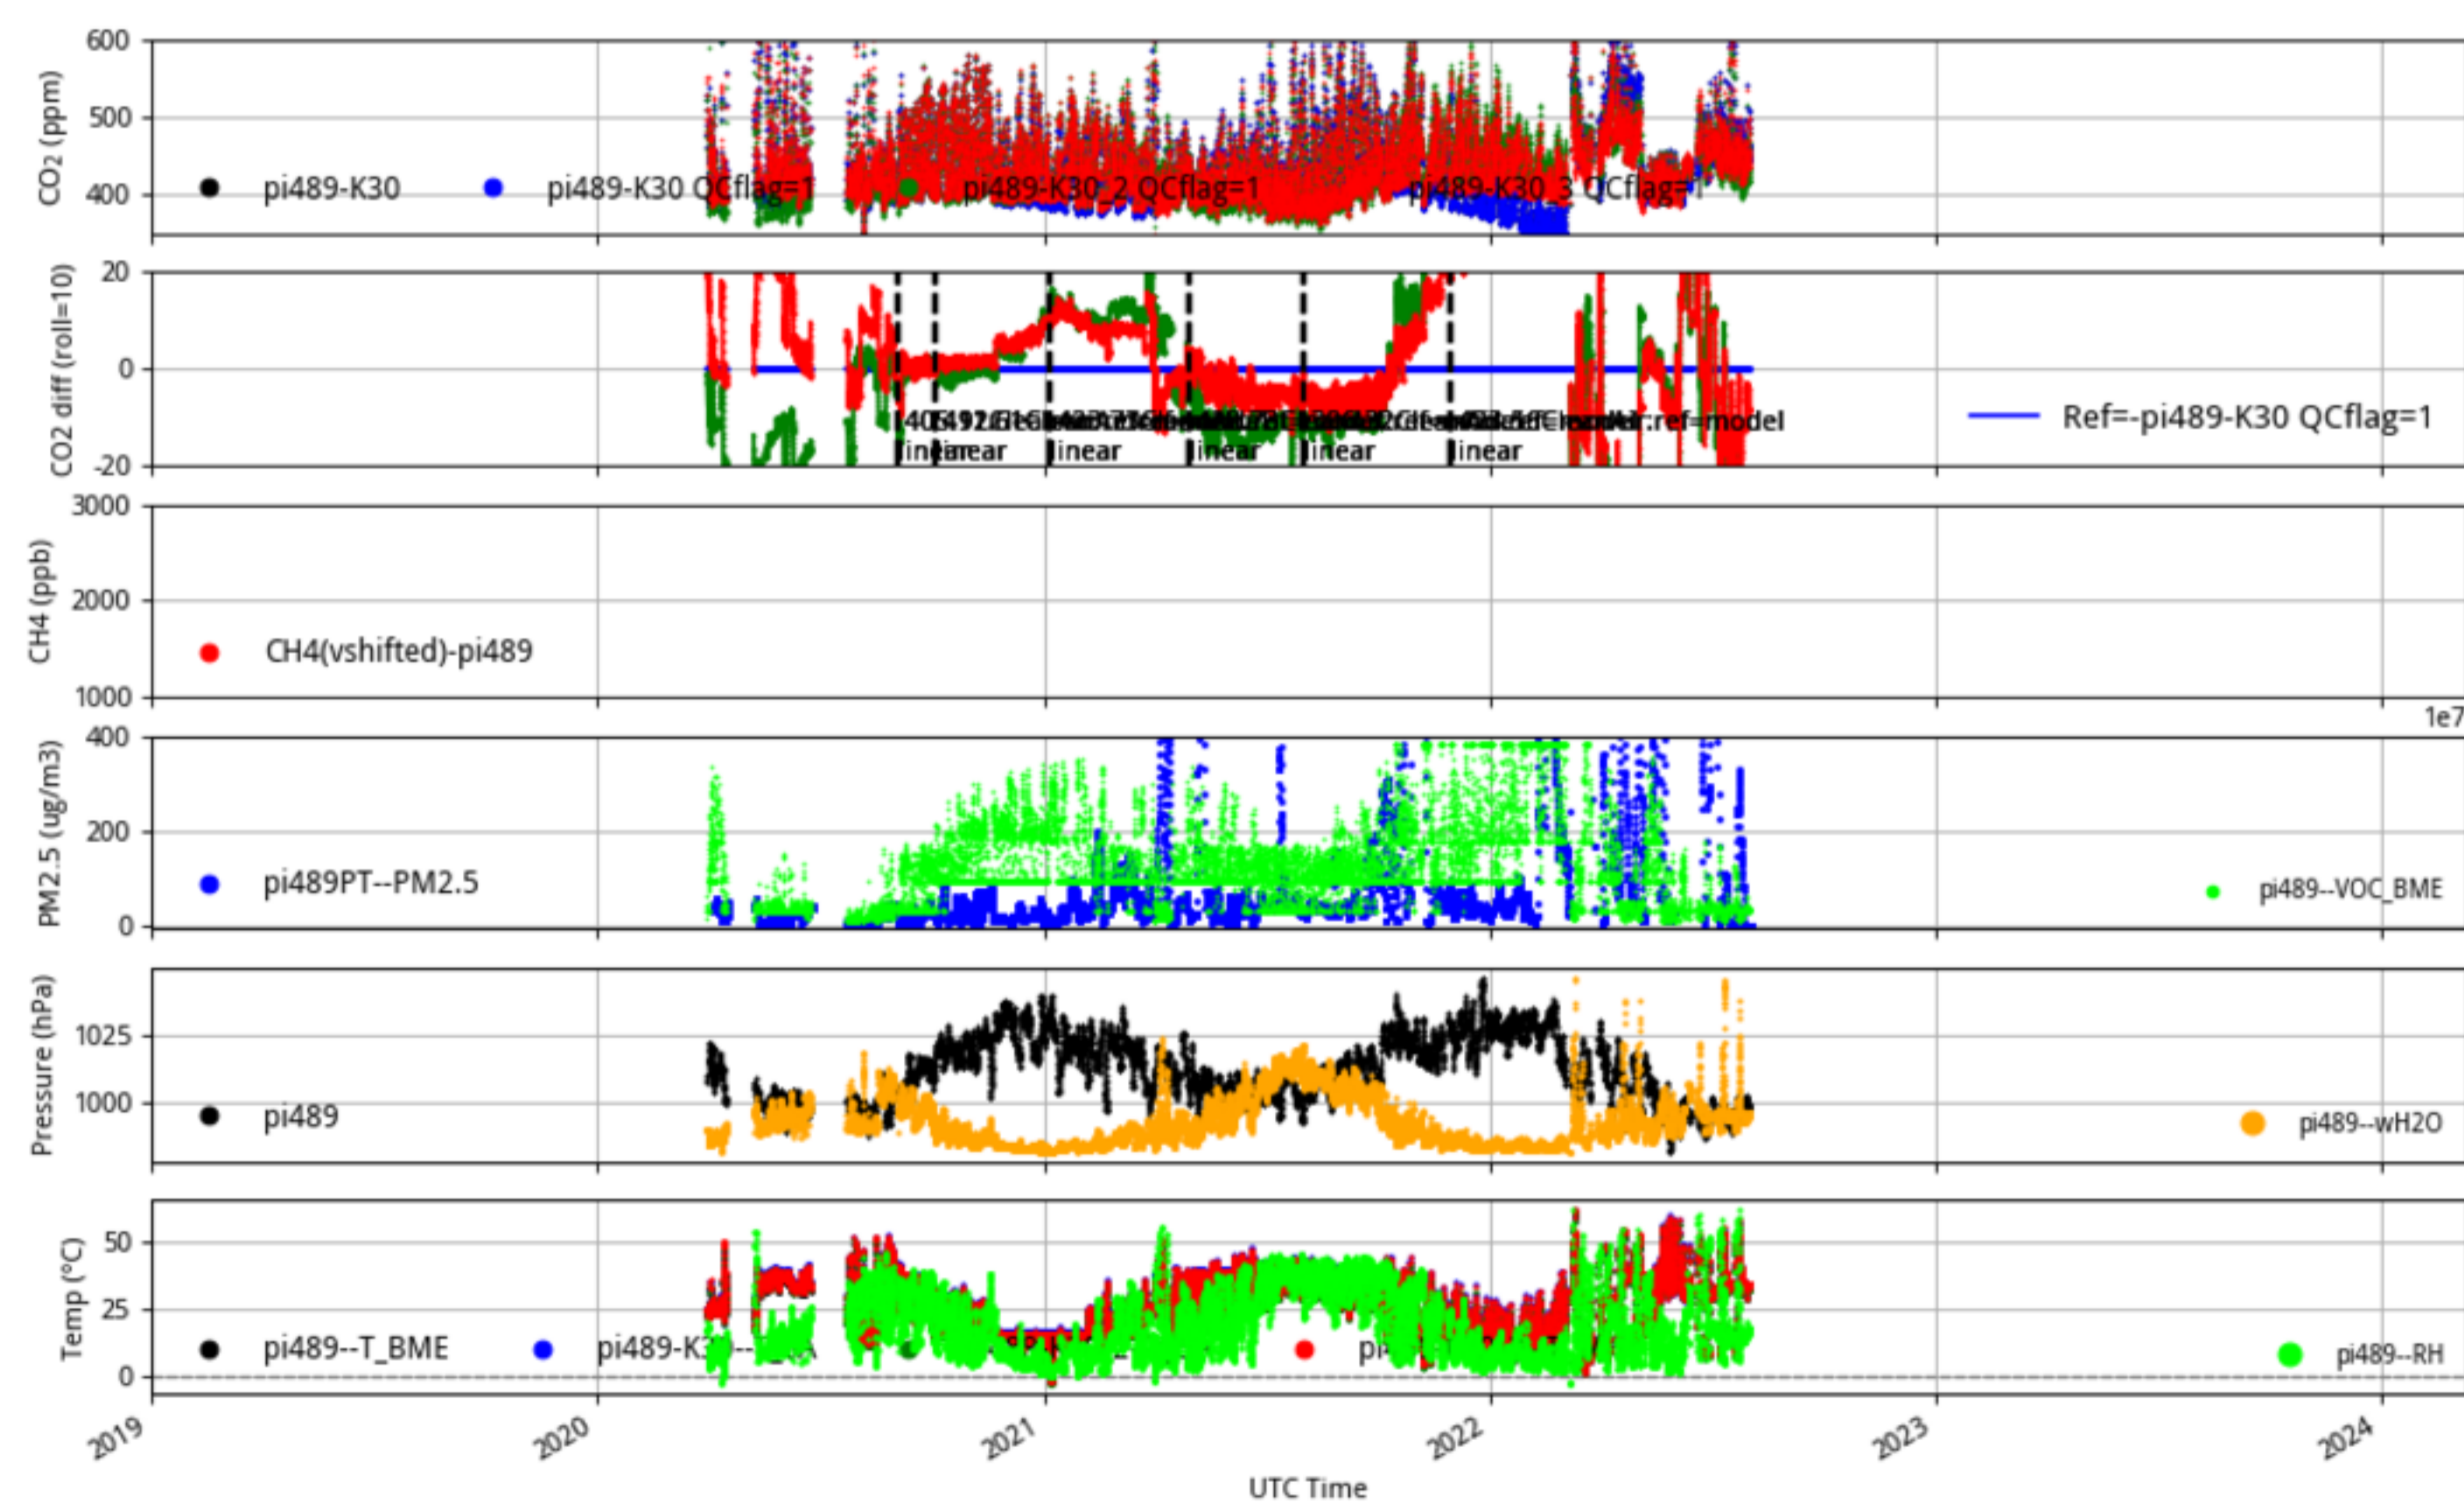 600
500
400
CO2 (ppm)
pi489-K30
pi489-K30 QCflag=1
pi489-K30_2 QCflag=1
pi489-K30_3 QCflag=1
20
0
-20
CO2 diff (roll=10)
ref=model
linear
linear
linear
linear
linear
linear
Ref=-pi489-K30 QCflag=1
3000
2000
1000
CH4 (ppb)
CH4(vshifted)-pi489
1e7
400
200
0
PM2.5 (ug/m3)
pi489PT--PM2.5
pi489--VOC_BME
1025
1000
Pressure (hPa)
pi489
pi489--wH2O
50
25
0
Temp (°C)
pi489--T_BME
pi489--RH
2019
2020
2021
2022
2023
2024
UTC Time